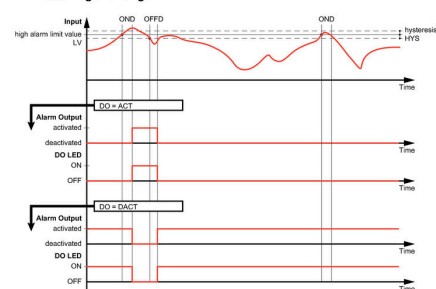 Input
OND OFFD OND
high alarm limit value
LV
hysteresis
HYS
Time
DO = ACT
Alarm Output
activated
deactivated
Time
DO LED
ON
OFF
Time
DO = DACT
Alarm Output
activated
deactivated
Time
DO LED
ON
OFF
Time